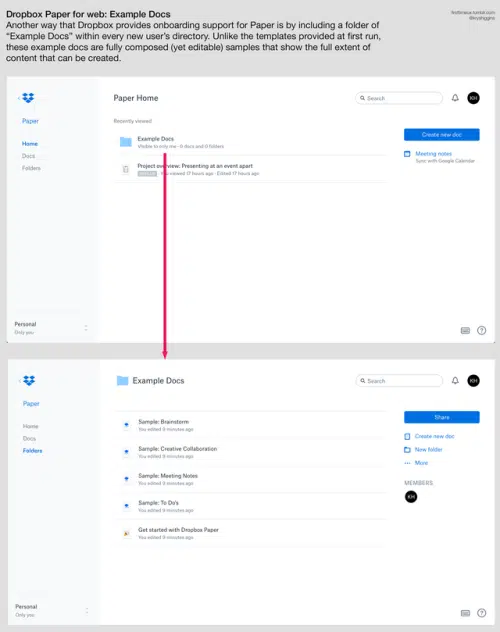 Dropbox Paper for web: Example Docs
Another way that Dropbox provides onboarding support for Paper is by including a folder of
“Example Docs” within every new user’s directory. Unlike the templates provided at first run,
these example docs are fully composed (yet editable) samples that show the full extent of
content that can be created.
Paper Home
Search
KH
Paper
Recently viewed
Home
Docs
Folders
Example Docs
Visible to only me · 0 docs and 0 folders
Project overview: Presenting at an event apart
viewed 17 hours ago · Edited 17 hours ago
Create new doc
Meeting notes
Sync with Google Calendar
Personal
Only you
Example Docs
Search
KH
Paper
Home
Docs
Folders
Sample: Brainstorm
You edited 9 minutes ago
Sample: Creative Collaboration
You edited 9 minutes ago
Sample: Meeting Notes
You edited 9 minutes ago
Sample: To Do's
You edited 9 minutes ago
Get started with Dropbox Paper
You edited 9 minutes ago
Share
Create new doc
New folder
More
MEMBERS
KH
Personal
Only you